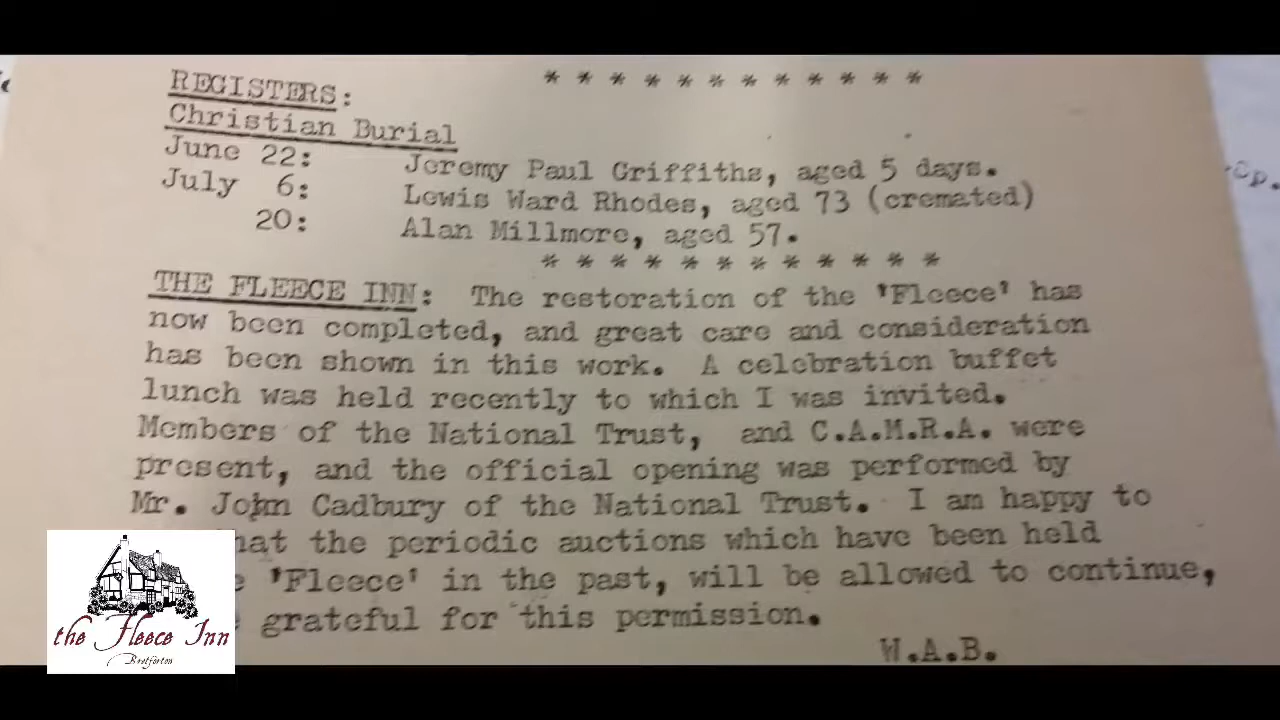 REGISTERS:
* * * * * * * * * * * *
Christian Burial
June 22: Jeremy Paul Griffiths, aged 5 days.
July 6: Lewis Ward Rhodes, aged 73 (cremated)
20: Alan Millmore, aged 57.
* * * * * * * * * * * *
THE FLEECE INN: The restoration of the 'Fleece' has
now been completed, and great care and consideration
has been shown in this work. A celebration buffet
lunch was held recently to which I was invited.
Members of the National Trust, and C.A.M.R.A. were
present, and the official opening was performed by
Mr. John Cadbury of the National Trust. I am happy to
the periodic auctions which have been held
'Fleece' in the past, will be allowed to continue,
grateful for this permission.
W.A.B.
the Fleece Inn
Bretforton